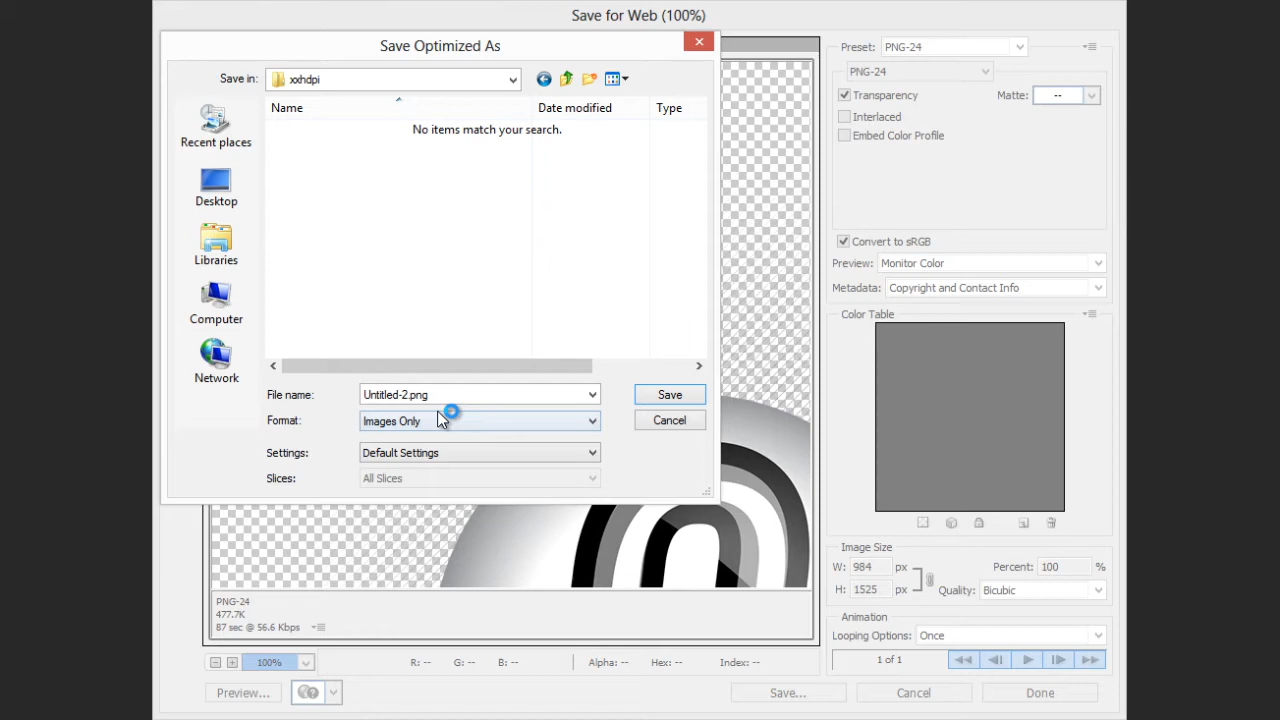 Save for Web (100%)
Save Optimized As
Save in: xxhdpi
Name Date modified Type
No items match your search.
Recent places
Desktop
Libraries
Computer
Network
File name: Untitled-2.png Save
Format: Images Only Cancel
Settings: Default Settings
Slices: All Slices
Preset: PNG-24
PNG-24
Transparency Matte: --
Interlaced
Embed Color Profile
Convert to sRGB
Preview: Monitor Color
Metadata: Copyright and Contact Info
Color Table
Image Size
W: 984 px Percent: 100 %
H: 1525 px Quality: Bicubic
Animation
Looping Options: Once
1 of 1
PNG-24
477.7K
87 sec @ 56.6 Kbps
100% R: -- G: -- B: -- Alpha: -- Hex: -- Index: --
Preview... Save... Cancel Done